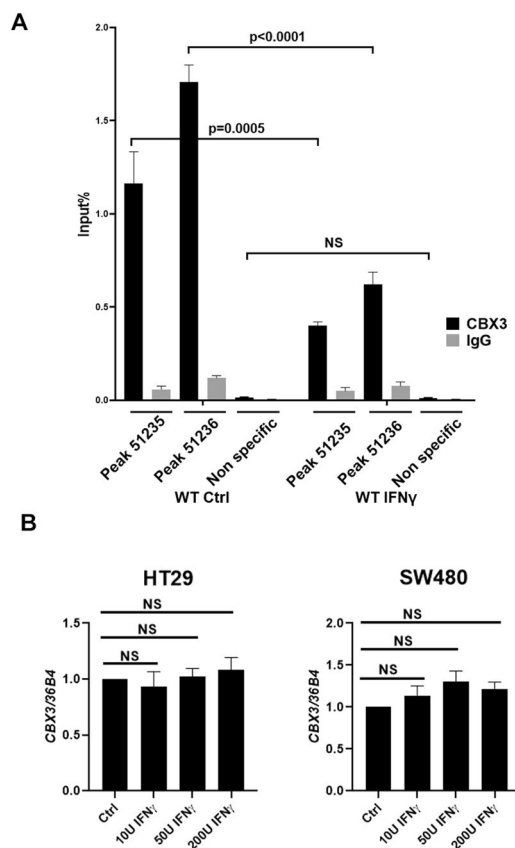 A
p<0.0001
p=0.0005
NS
Input%
2.0
1.5
1.0
0.5
0.0
CBX3
IgG
Peak 51235
Peak 51236
Non specific
Peak 51235
Peak 51236
Non specific
WT Ctrl
WT IFNγ
B
HT29
NS
NS
NS
CBX3/36B4
1.5
1.0
0.5
0.0
Ctrl
10U IFNγ
50U IFNγ
200U IFNγ
SW480
NS
NS
NS
CBX3/36B4
2.0
1.5
1.0
0.5
0.0
Ctrl
10U IFNγ
50U IFNγ
200U IFNγ